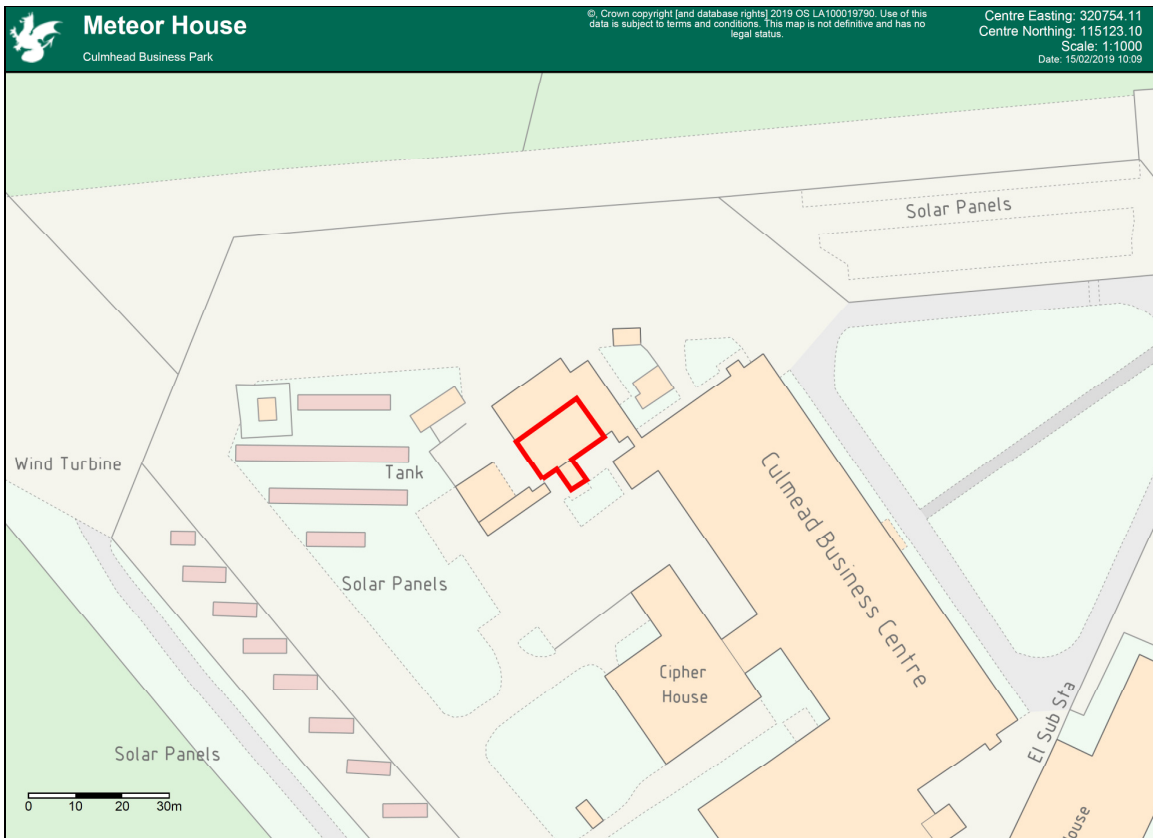 Meteor House
Culmhead Business Park
©, Crown copyright [and database rights] 2019 OS LA100019790. Use of this
data is subject to terms and conditions. This map is not definitive and has no
legal status.
Centre Easting: 320754.11
Centre Northing: 115123.10
Scale: 1:1000
Date: 15/02/2019 10:09
Solar Panels
Wind Turbine
Tank
Solar Panels
Culmead Business Centre
Cipher
House
El Sub Sta
Solar Panels
0 10 20 30m
ouse